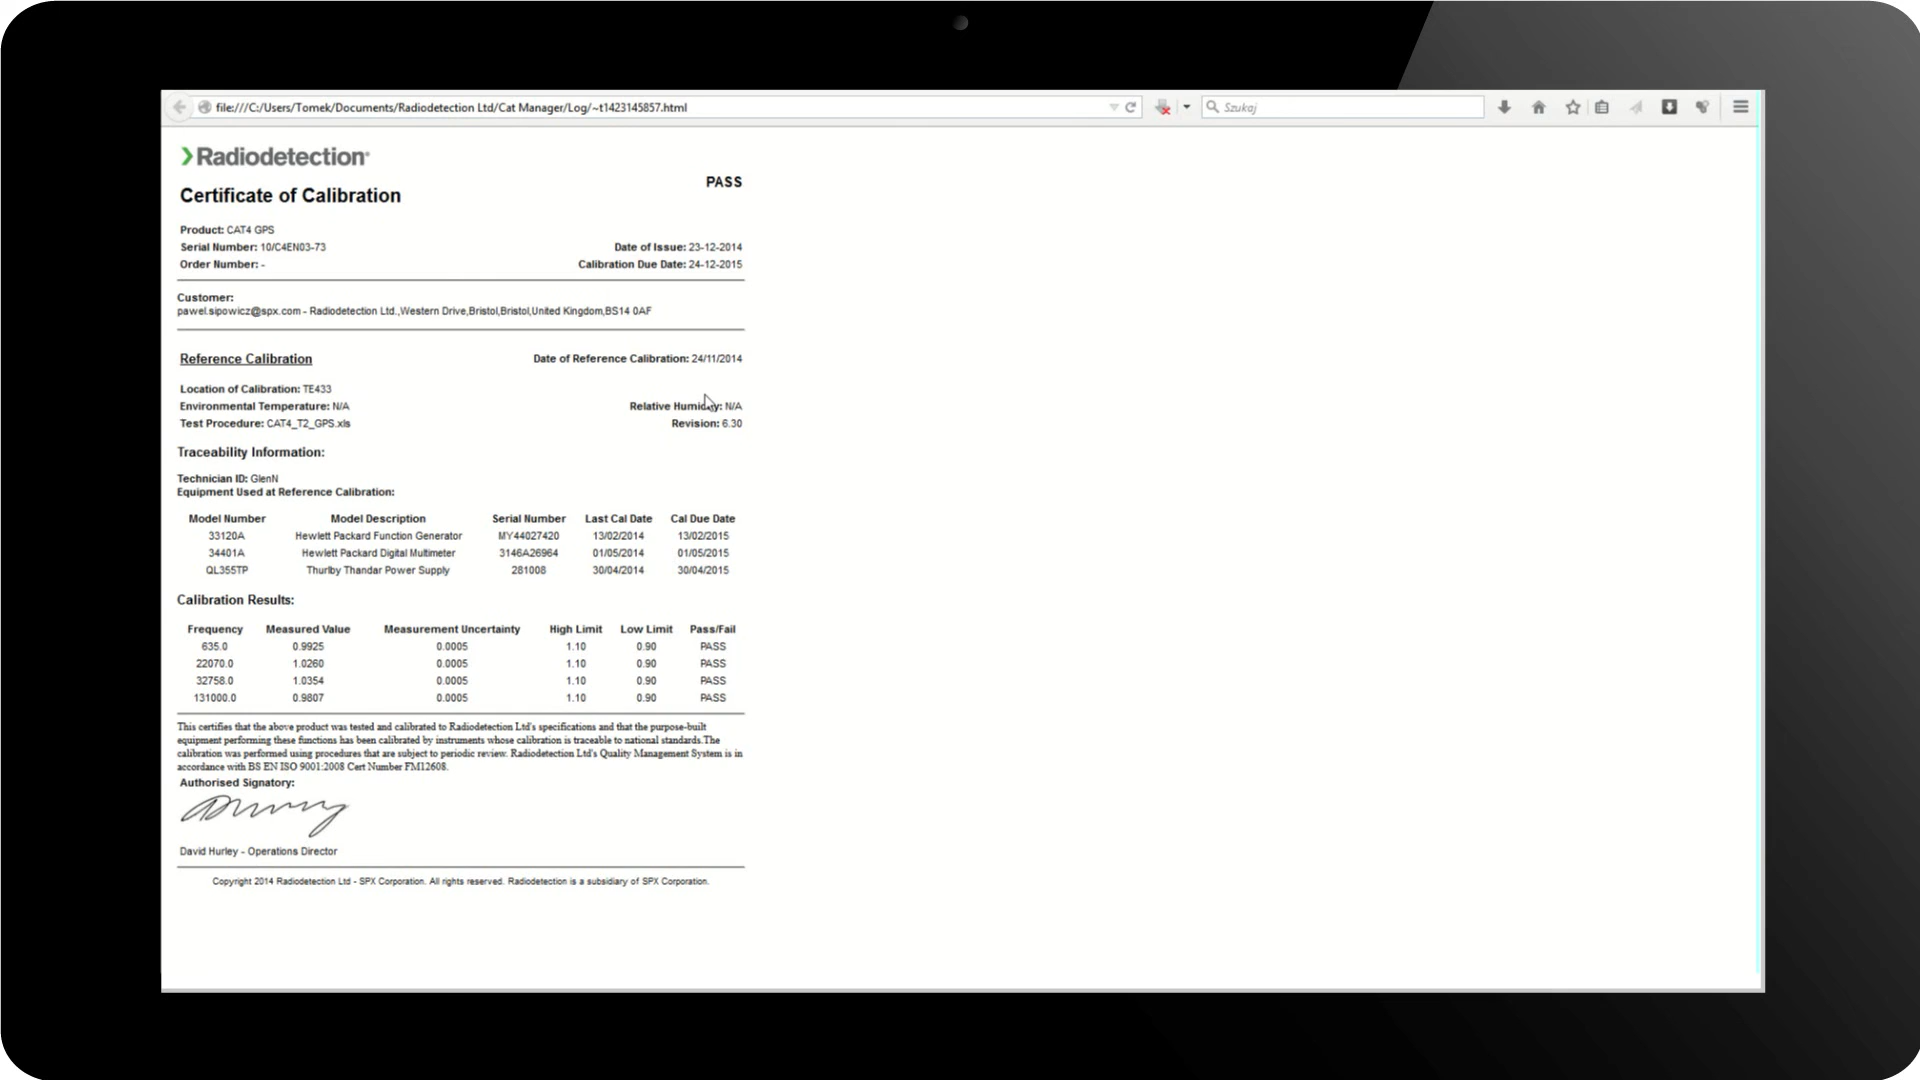 file:///C:/Users/Tomek/Documents/Radiodetection Ltd/Cat Manager/Log/~t1423145857.html
Szukaj
Radiodetection®
PASS
Certificate of Calibration
Product: CAT4 GPS
Serial Number: 10/C4EN03-73 Date of Issue: 23-12-2014
Order Number: - Calibration Due Date: 24-12-2015
Customer:
pawel.sipowicz@spx.com - Radiodetection Ltd.,Western Drive,Bristol,Bristol,United Kingdom,BS14 0AF
Reference Calibration Date of Reference Calibration: 24/11/2014
Location of Calibration: TE433
Environmental Temperature: N/A Relative Humidity: N/A
Test Procedure: CAT4_T2_GPS.xls Revision: 6.30
Traceability Information:
Technician ID: GlenN
Equipment Used at Reference Calibration:
Model Number Model Description Serial Number Last Cal Date Cal Due Date
33120A Hewlett Packard Function Generator MY44027420 13/02/2014 13/02/2015
34401A Hewlett Packard Digital Multimeter 3146A26964 01/05/2014 01/05/2015
QL355TP Thurlby Thandar Power Supply 281008 30/04/2014 30/04/2015
Calibration Results:
Frequency Measured Value Measurement Uncertainty High Limit Low Limit Pass/Fail
635.0 0.9925 0.0005 1.10 0.90 PASS
22070.0 1.0260 0.0005 1.10 0.90 PASS
32758.0 1.0354 0.0005 1.10 0.90 PASS
131000.0 0.9807 0.0005 1.10 0.90 PASS
This certifies that the above product was tested and calibrated to Radiodetection Ltd's specifications and that the purpose-built
equipment performing these functions has been calibrated by instruments whose calibration is traceable to national standards.The
calibration was performed using procedures that are subject to periodic review. Radiodetection Ltd's Quality Management System is in
accordance with BS EN ISO 9001:2008 Cert Number FM12608.
Authorised Signatory:
David Hurley - Operations Director
Copyright 2014 Radiodetection Ltd - SPX Corporation. All rights reserved. Radiodetection is a subsidiary of SPX Corporation.